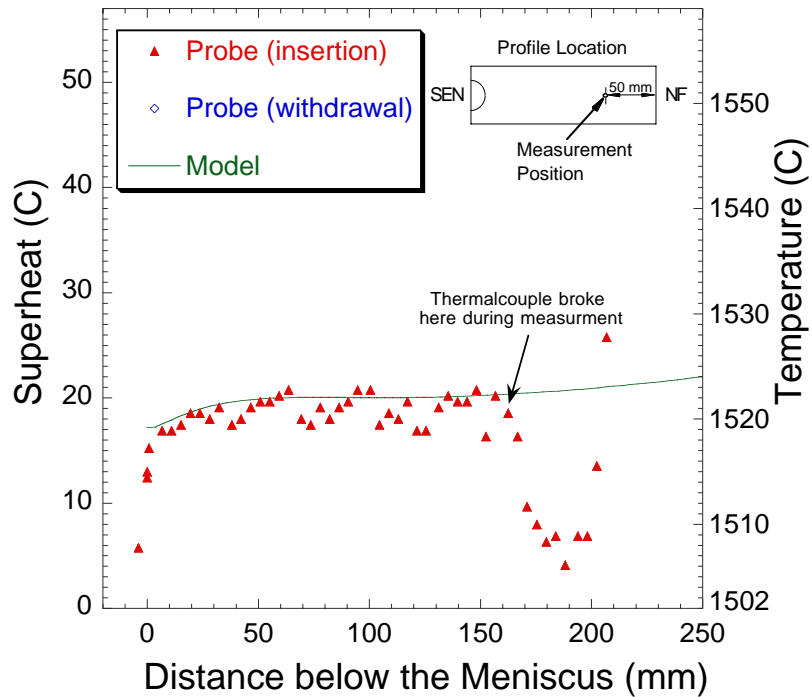 Probe (insertion)
Probe (withdrawal)
Model
Profile Location
SEN
50 mm
NF
Measurement
Position
Thermalcouple broke
here during measurment
Superheat (C)
50
40
30
20
10
0
Temperature (C)
1550
1540
1530
1520
1510
1502
0 50 100 150 200 250
Distance below the Meniscus (mm)